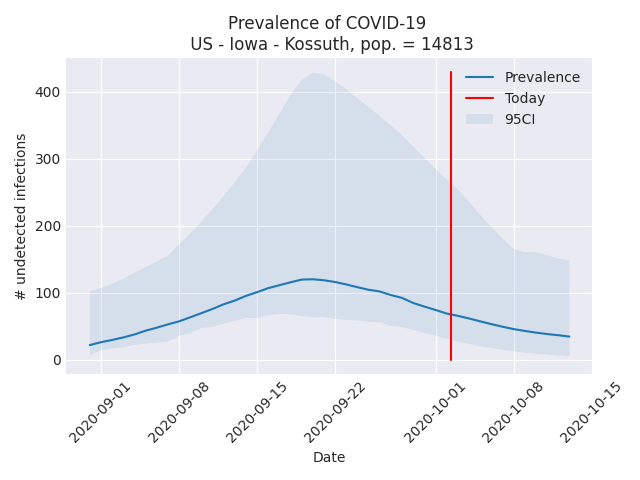 Prevalence of COVID-19
US - Iowa - Kossuth, pop. = 14813
Prevalence
Today
95CI
# undetected infections
400
300
200
100
0
2020-09-01
2020-09-08
2020-09-15
2020-09-22
2020-10-01
2020-10-08
2020-10-15
Date